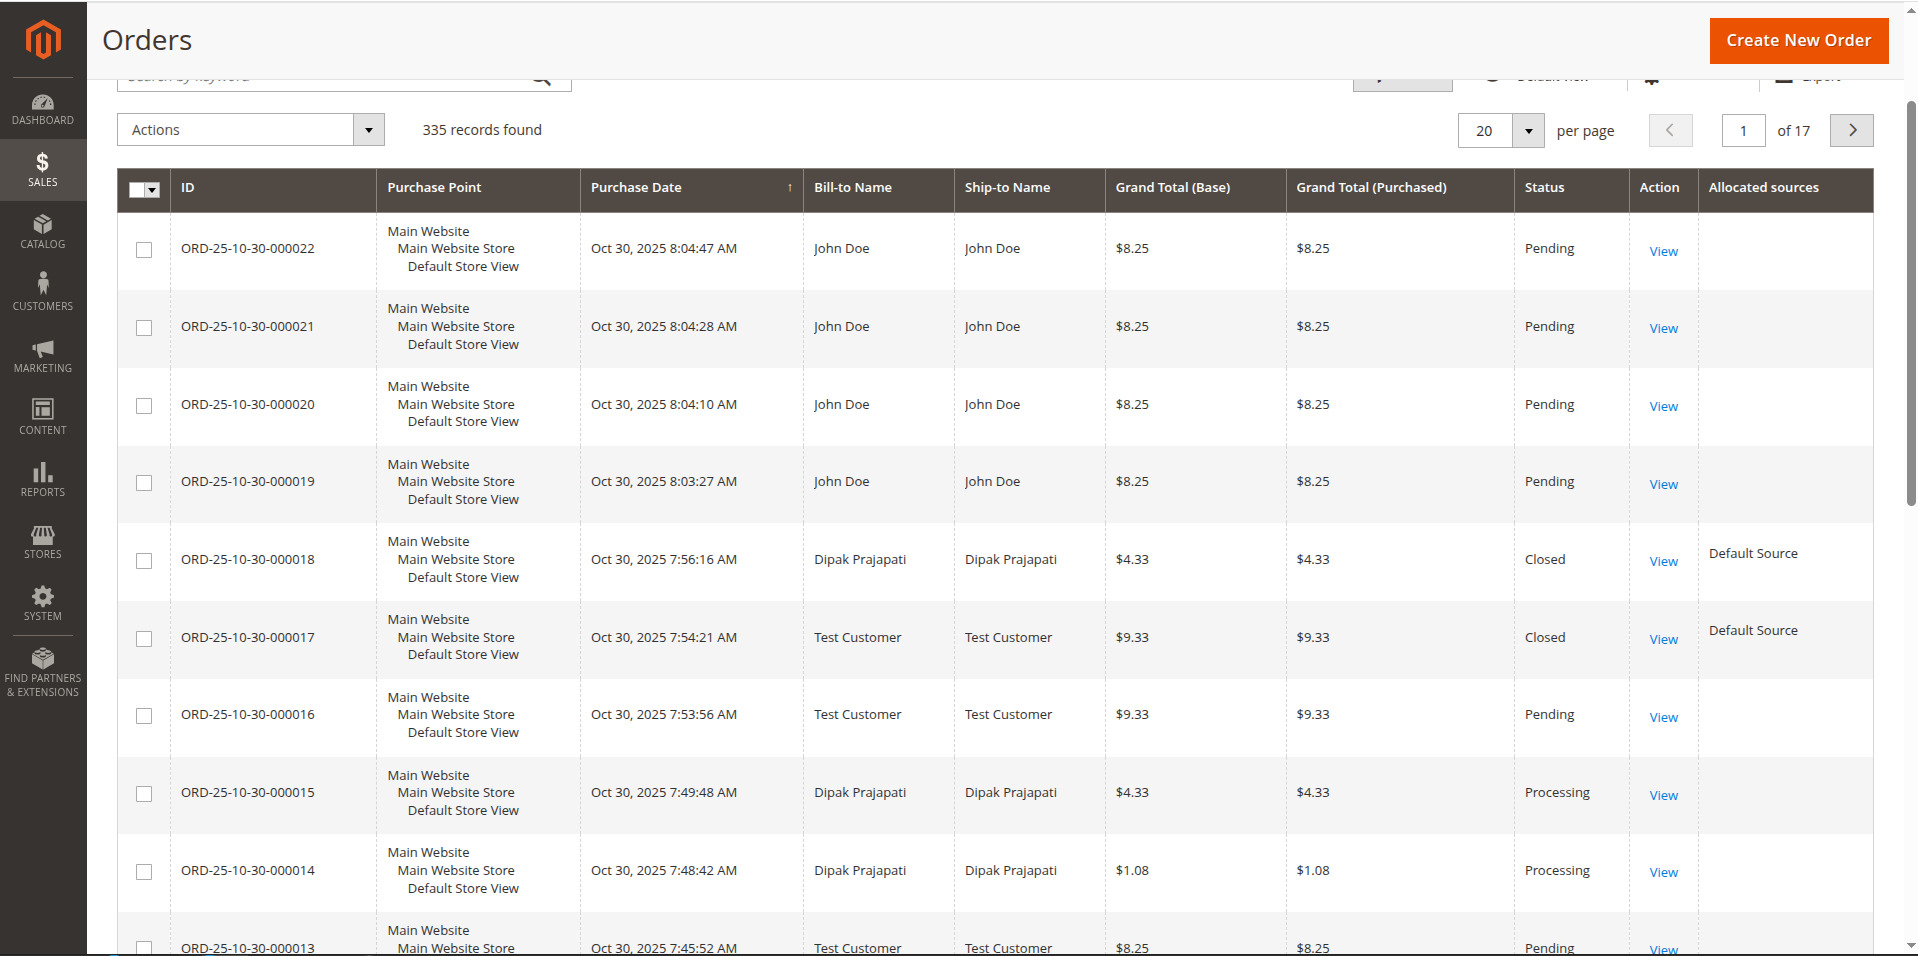 Orders
Create New Order
Actions
335 records found
20
per page
1
of 17
DASHBOARD
SALES
CATALOG
CUSTOMERS
MARKETING
CONTENT
REPORTS
STORES
SYSTEM
FIND PARTNERS
& EXTENSIONS
ID Purchase Point Purchase Date ↑ Bill-to Name Ship-to Name Grand Total (Base) Grand Total (Purchased) Status Action Allocated sources
Main Website
ORD-25-10-30-000022 Main Website Store Oct 30, 2025 8:04:47 AM John Doe John Doe $8.25 $8.25 Pending View
Default Store View
Main Website
ORD-25-10-30-000021 Main Website Store Oct 30, 2025 8:04:28 AM John Doe John Doe $8.25 $8.25 Pending View
Default Store View
Main Website
ORD-25-10-30-000020 Main Website Store Oct 30, 2025 8:04:10 AM John Doe John Doe $8.25 $8.25 Pending View
Default Store View
Main Website
ORD-25-10-30-000019 Main Website Store Oct 30, 2025 8:03:27 AM John Doe John Doe $8.25 $8.25 Pending View
Default Store View
Main Website
ORD-25-10-30-000018 Main Website Store Oct 30, 2025 7:56:16 AM Dipak Prajapati Dipak Prajapati $4.33 $4.33 Closed View Default Source
Default Store View
Main Website
ORD-25-10-30-000017 Main Website Store Oct 30, 2025 7:54:21 AM Test Customer Test Customer $9.33 $9.33 Closed View Default Source
Default Store View
Main Website
ORD-25-10-30-000016 Main Website Store Oct 30, 2025 7:53:56 AM Test Customer Test Customer $9.33 $9.33 Pending View
Default Store View
Main Website
ORD-25-10-30-000015 Main Website Store Oct 30, 2025 7:49:48 AM Dipak Prajapati Dipak Prajapati $4.33 $4.33 Processing View
Default Store View
Main Website
ORD-25-10-30-000014 Main Website Store Oct 30, 2025 7:48:42 AM Dipak Prajapati Dipak Prajapati $1.08 $1.08 Processing View
Default Store View
Main Website
ORD-25-10-30-000013 Main Website Store Oct 30, 2025 7:45:52 AM Test Customer Test Customer $8.25 $8.25 Pending View